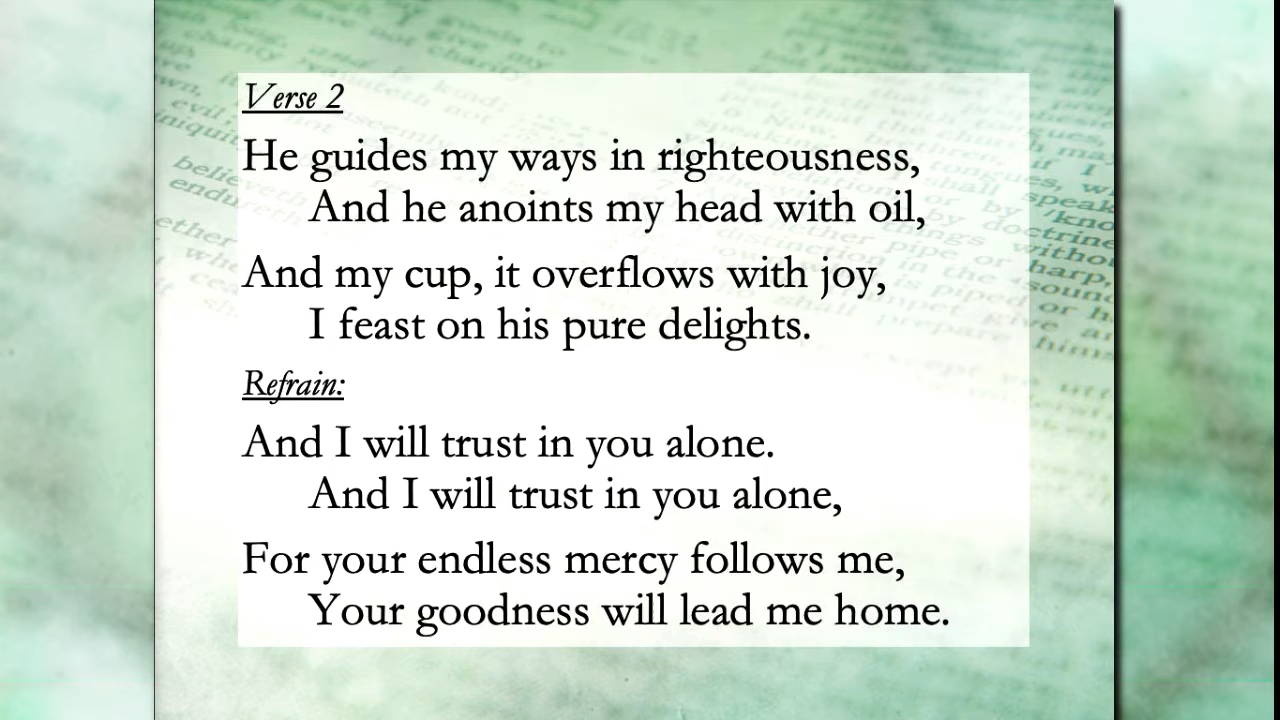 Verse 2
He guides my ways in righteousness,
And he anoints my head with oil,
And my cup, it overflows with joy,
I feast on his pure delights.
Refrain:
And I will trust in you alone.
And I will trust in you alone,
For your endless mercy follows me,
Your goodness will lead me home.